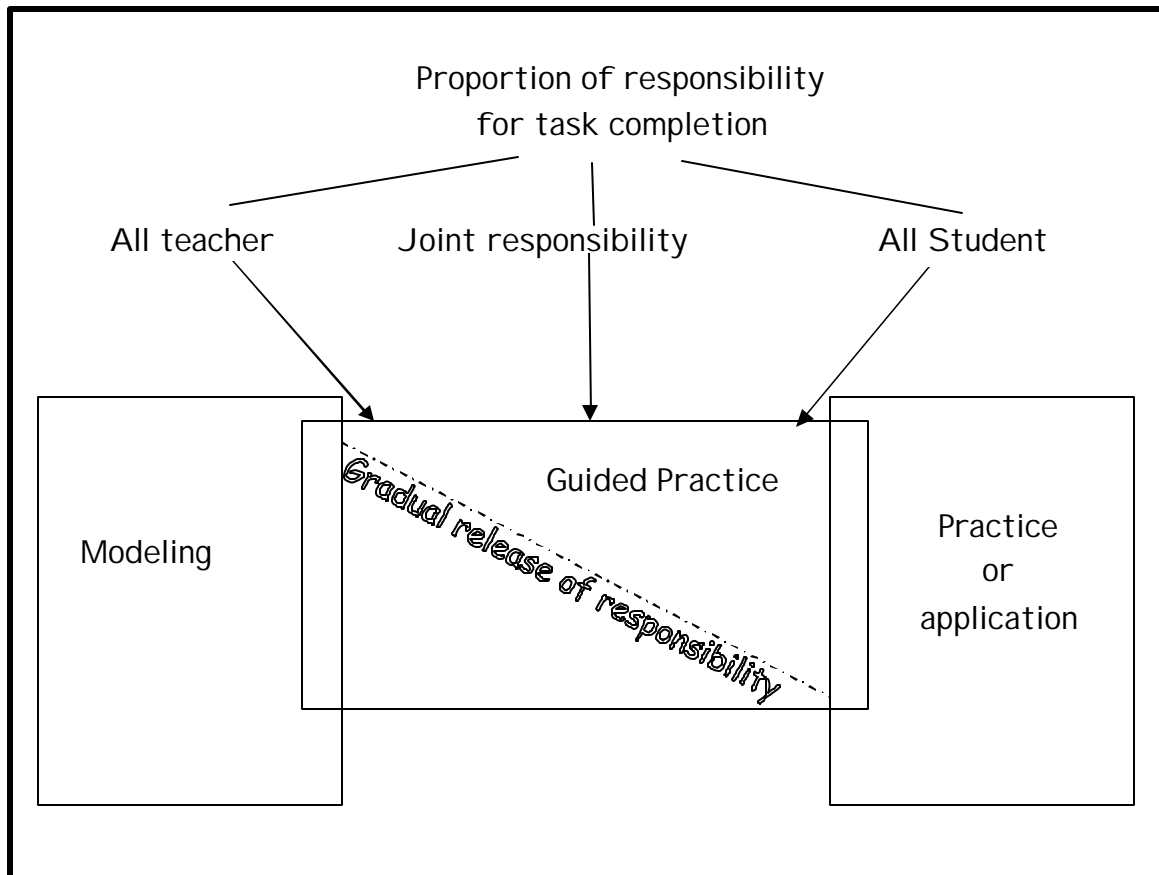 Proportion of responsibility
for task completion
All teacher
Joint responsibility
All Student
Guided Practice
Gradual release of responsibility
Modeling
Practice
or
application